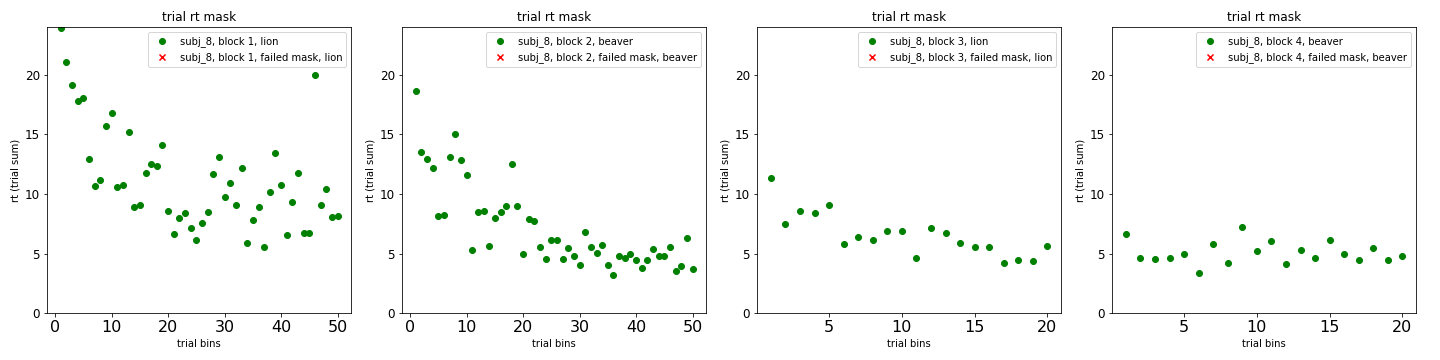 trial rt mask
subj_8, block 1, lion
subj_8, block 1, failed mask, lion
rt (trial sum)
20
15
10
5
0
0 10 20 30 40 50
trial bins
trial rt mask
subj_8, block 2, beaver
subj_8, block 2, failed mask, beaver
rt (trial sum)
20
15
10
5
0
0 10 20 30 40 50
trial bins
trial rt mask
subj_8, block 3, lion
subj_8, block 3, failed mask, lion
rt (trial sum)
20
15
10
5
0
5 10 15 20
trial bins
trial rt mask
subj_8, block 4, beaver
subj_8, block 4, failed mask, beaver
rt (trial sum)
20
15
10
5
0
5 10 15 20
trial bins